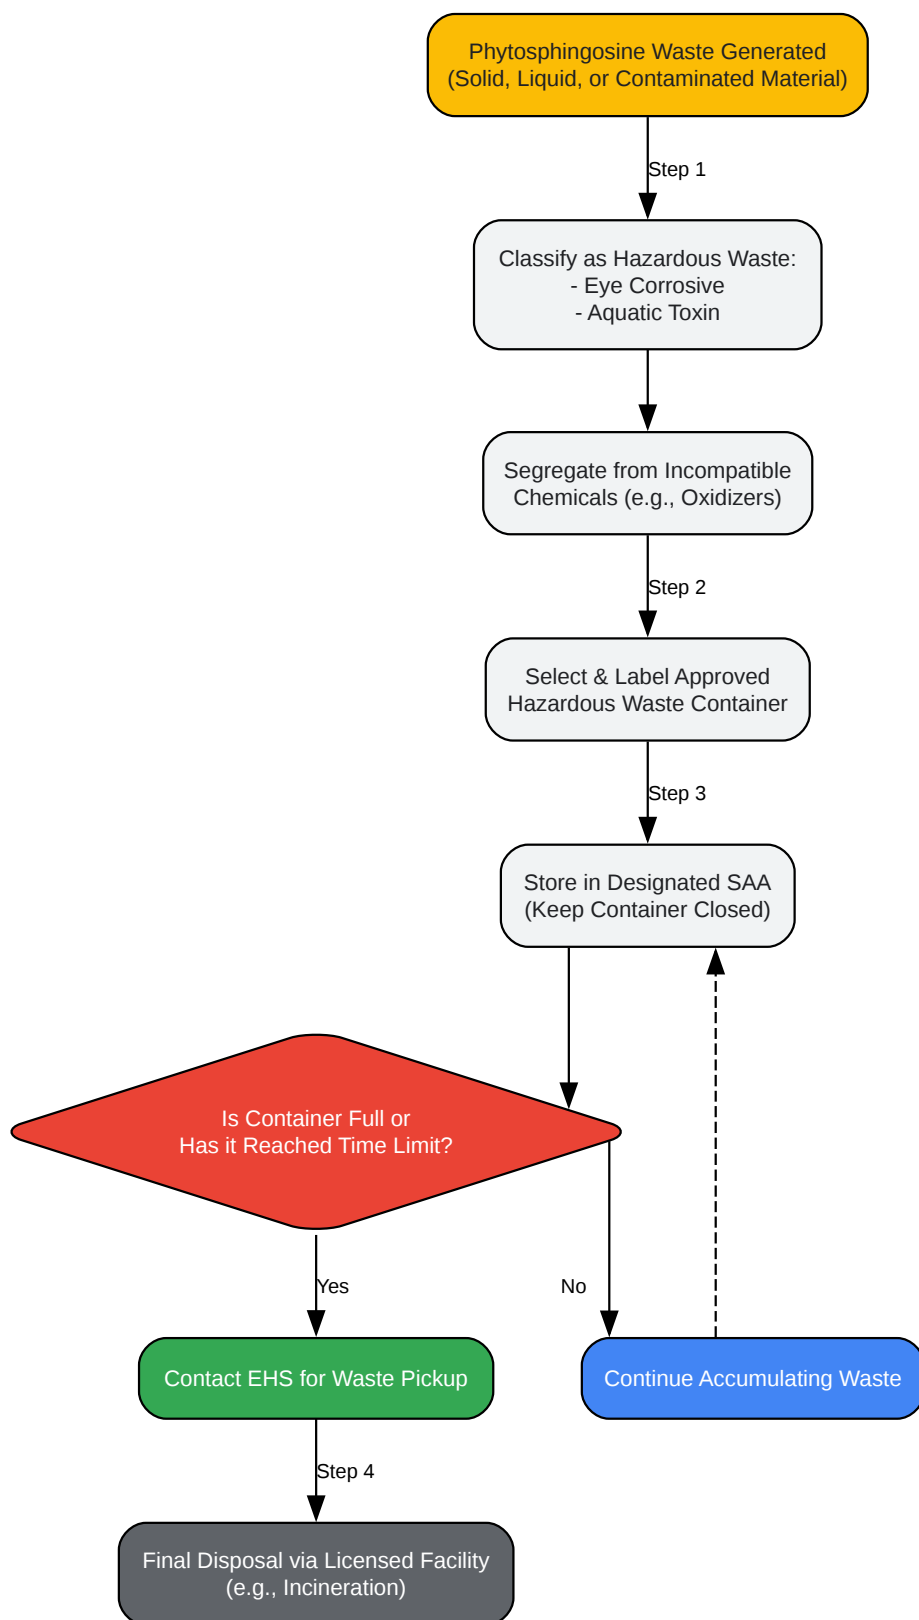 Phytosphingosine Waste Generated
(Solid, Liquid, or Contaminated Material)
Step 1
Classify as Hazardous Waste:
- Eye Corrosive
- Aquatic Toxin
Segregate from Incompatible
Chemicals (e.g., Oxidizers)
Step 2
Select & Label Approved
Hazardous Waste Container
Step 3
Store in Designated SAA
(Keep Container Closed)
Is Container Full or
Has it Reached Time Limit?
Yes
No
Contact EHS for Waste Pickup
Continue Accumulating Waste
Step 4
Final Disposal via Licensed Facility
(e.g., Incineration)